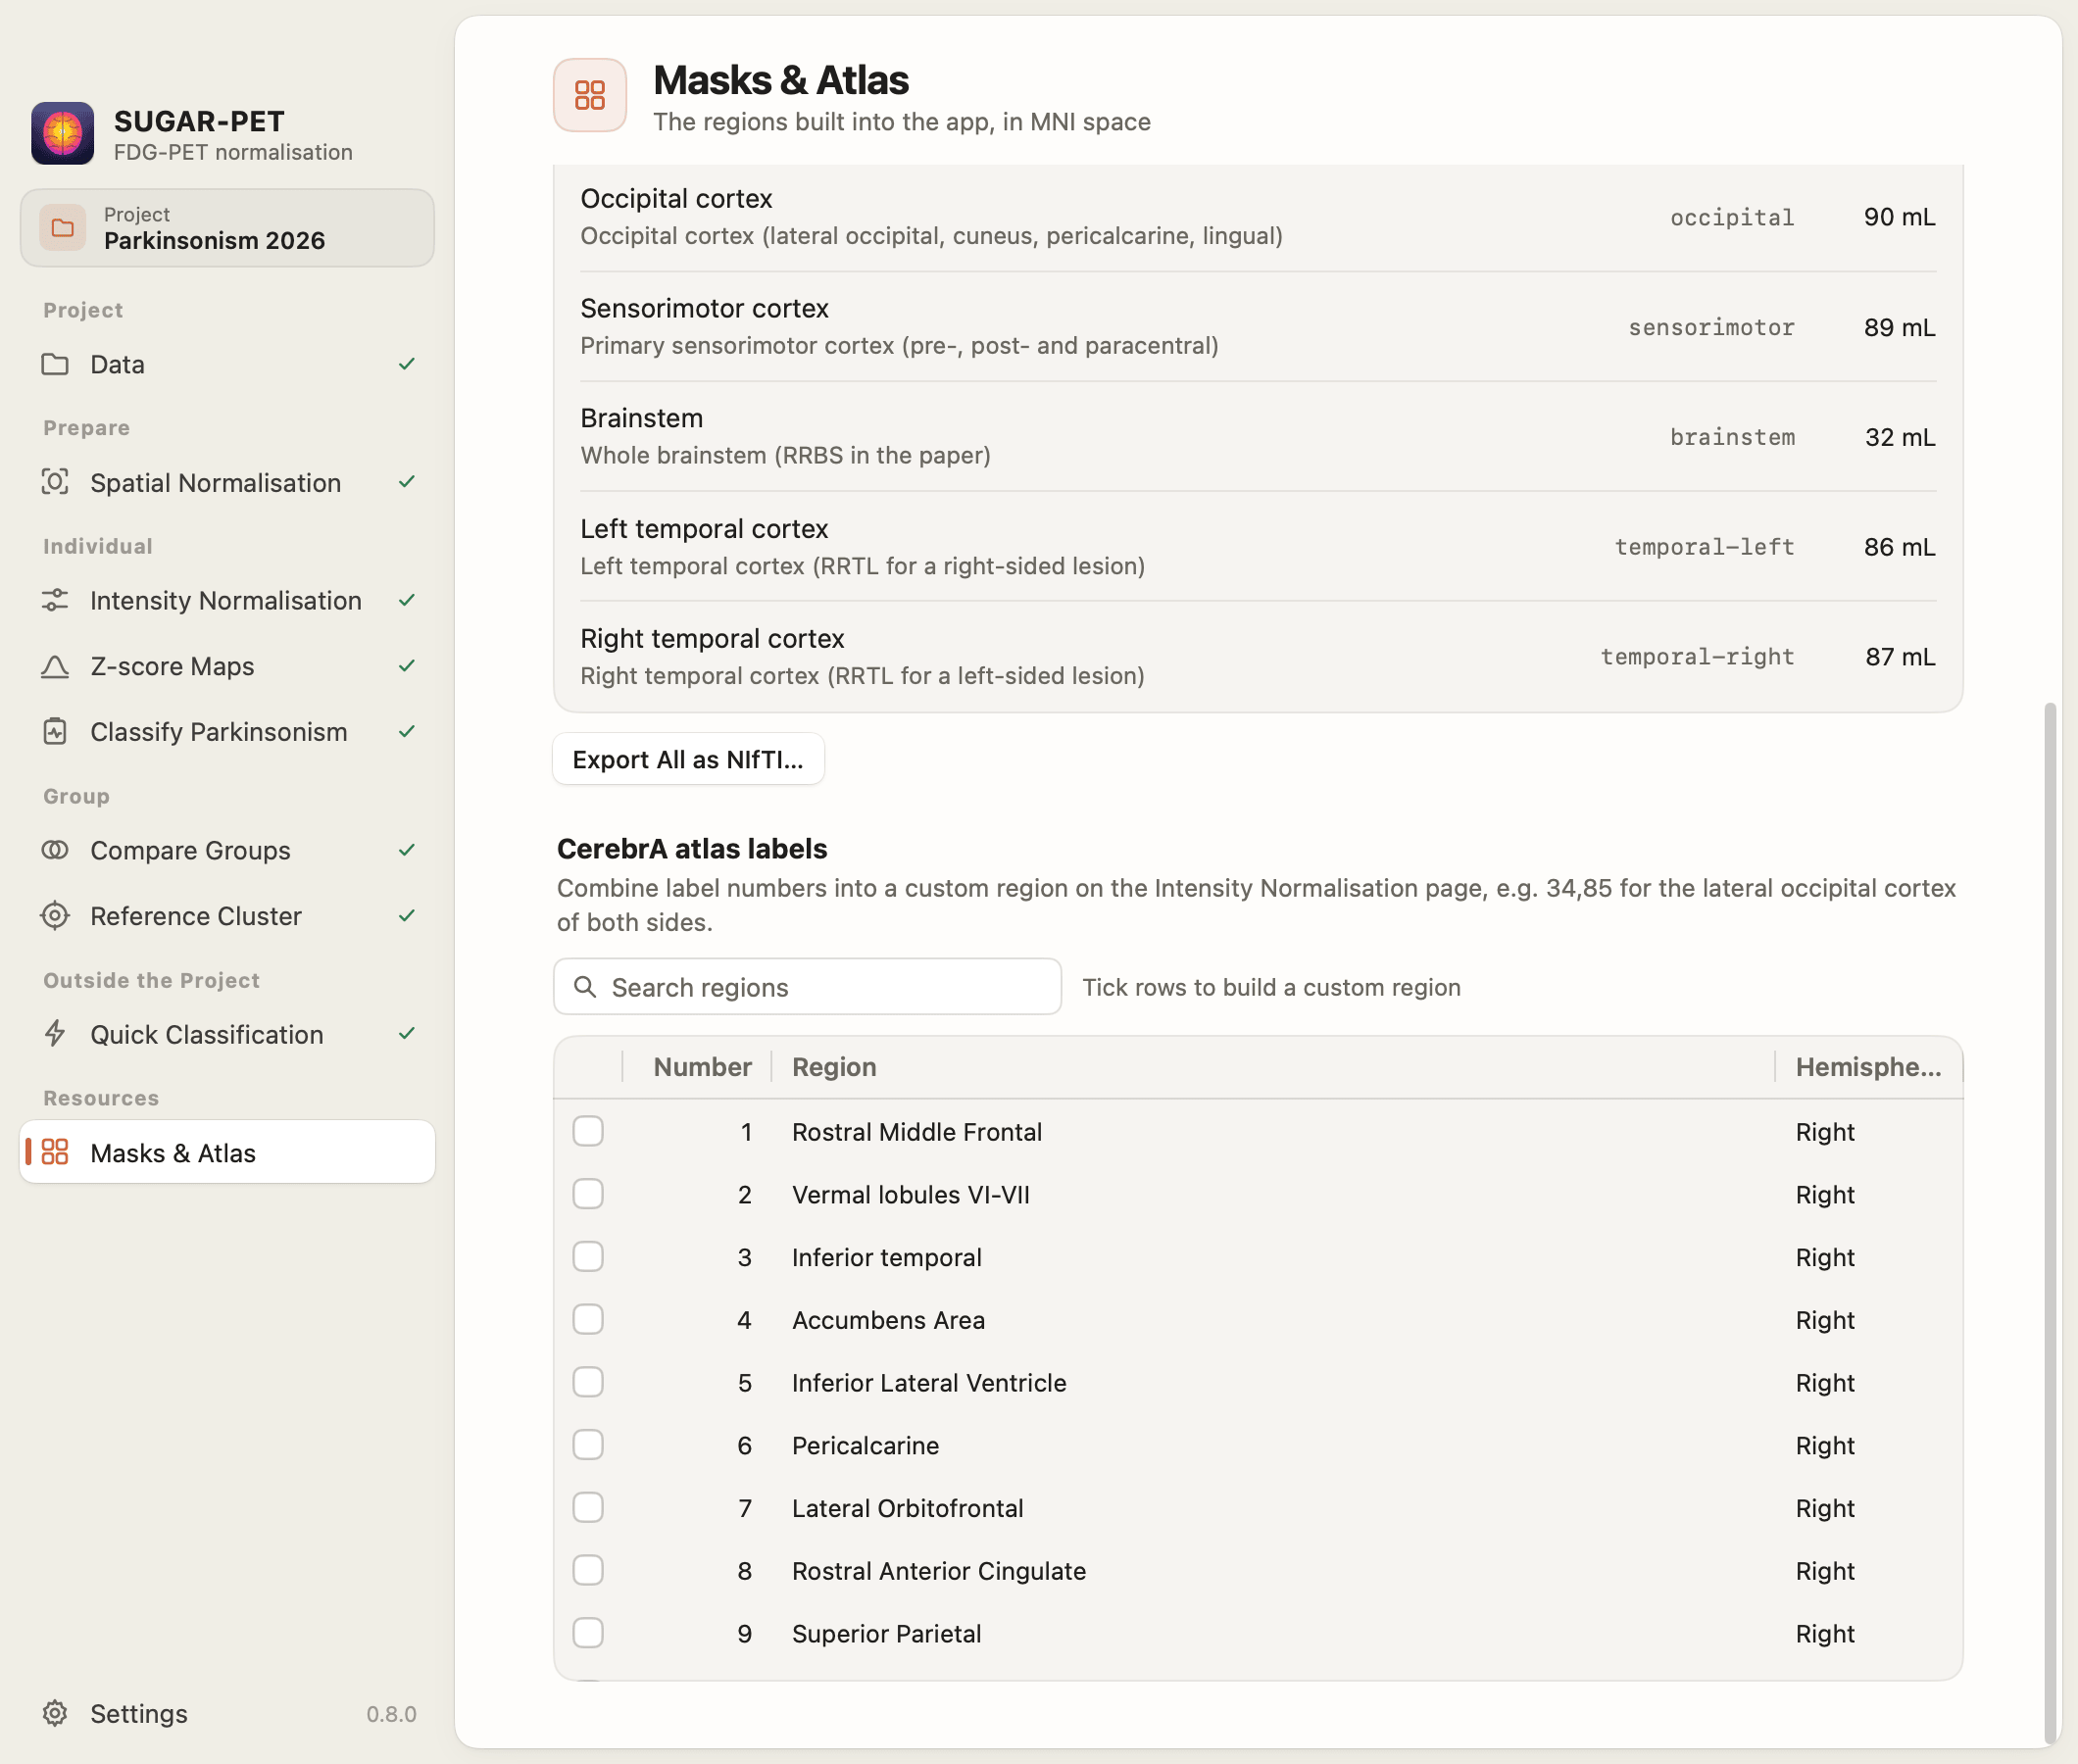 SUGAR-PET
FDG-PET normalisation
Project
Parkinsonism 2026
Project
Data
Prepare
Spatial Normalisation
Individual
Intensity Normalisation
Z-score Maps
Classify Parkinsonism
Group
Compare Groups
Reference Cluster
Outside the Project
Quick Classification
Resources
Masks & Atlas
Settings 0.8.0
Masks & Atlas
The regions built into the app, in MNI space
Occipital cortex
Occipital cortex (lateral occipital, cuneus, pericalcarine, lingual)
occipital 90 mL
Sensorimotor cortex
Primary sensorimotor cortex (pre-, post- and paracentral)
sensorimotor 89 mL
Brainstem
Whole brainstem (RRBS in the paper)
brainstem 32 mL
Left temporal cortex
Left temporal cortex (RRTL for a right-sided lesion)
temporal-left 86 mL
Right temporal cortex
Right temporal cortex (RRTL for a left-sided lesion)
temporal-right 87 mL
Export All as NIfTI...
CerebrA atlas labels
Combine label numbers into a custom region on the Intensity Normalisation page, e.g. 34,85 for the lateral occipital cortex
of both sides.
Search regions
Tick rows to build a custom region
Number Region Hemisphe...
1 Rostral Middle Frontal Right
2 Vermal lobules VI-VII Right
3 Inferior temporal Right
4 Accumbens Area Right
5 Inferior Lateral Ventricle Right
6 Pericalcarine Right
7 Lateral Orbitofrontal Right
8 Rostral Anterior Cingulate Right
9 Superior Parietal Right